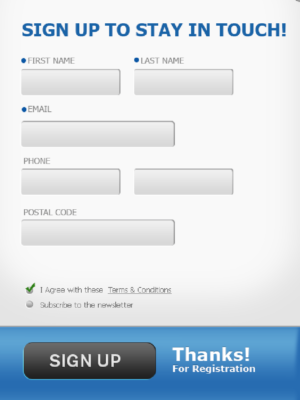 SIGN UP TO STAY IN TOUCH!
FIRST NAME LAST NAME
EMAIL
PHONE
POSTAL CODE
I Agree with these Terms & Conditions
Subscribe to the newsletter
SIGN UP
Thanks!
For Registration